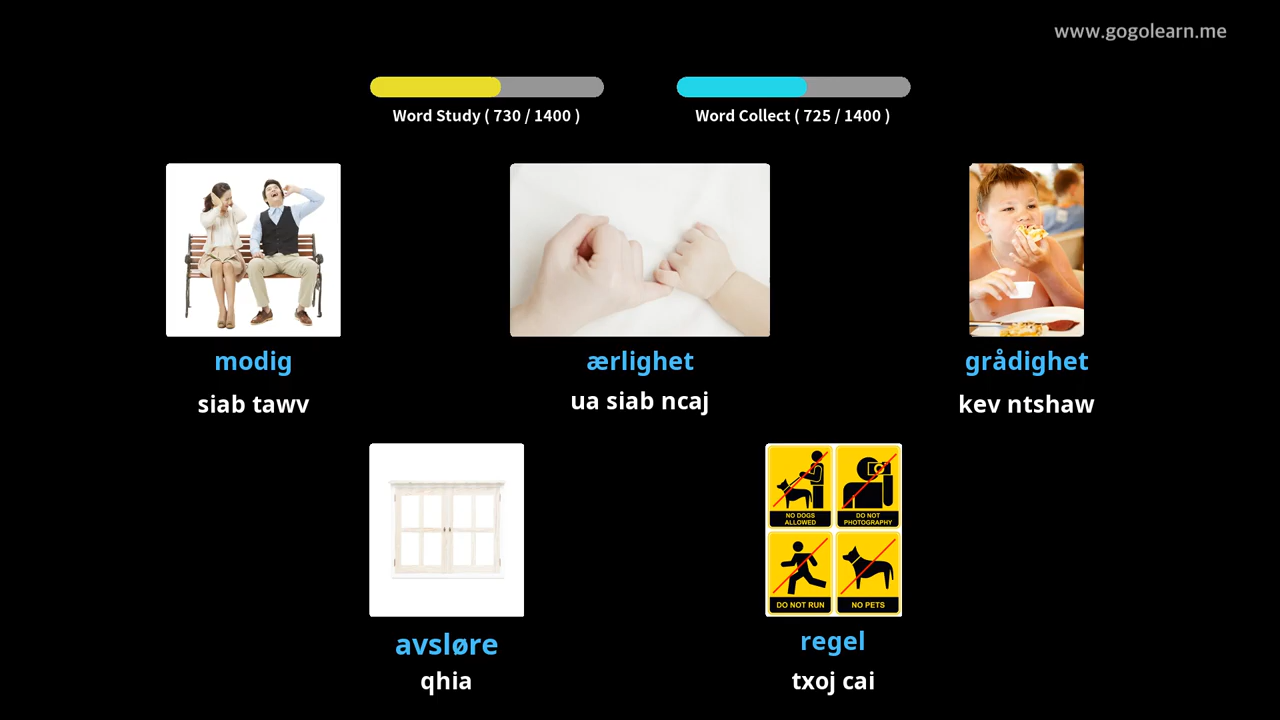 www.gogolearn.me
Word Study ( 730 / 1400 )
Word Collect ( 725 / 1400 )
modig
siab tawv
ærlighet
ua siab ncaj
grådighet
kev ntshaw
NO DOGS
ALLOWED
DO NOT
PHOTOGRAPHY
DO NOT RUN
NO PETS
avsløre
qhia
regel
txoj cai